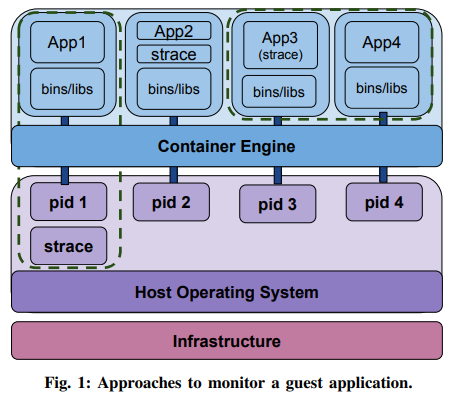 App1
bins/libs
App2
strace
bins/libs
App3
(strace)
bins/libs
App4
bins/libs
Container Engine
pid 1
strace
pid 2
pid 3
pid 4
Host Operating System
Infrastructure
Fig. 1: Approaches to monitor a guest application.